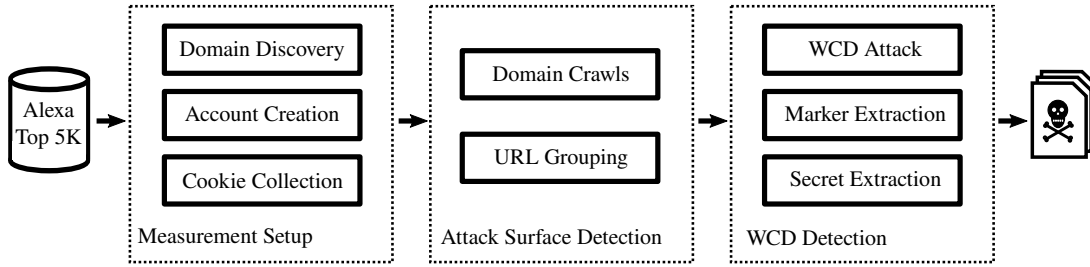 Alexa
Top 5K
Domain Discovery
Account Creation
Cookie Collection
Measurement Setup
Domain Crawls
URL Grouping
Attack Surface Detection
WCD Attack
Marker Extraction
Secret Extraction
WCD Detection